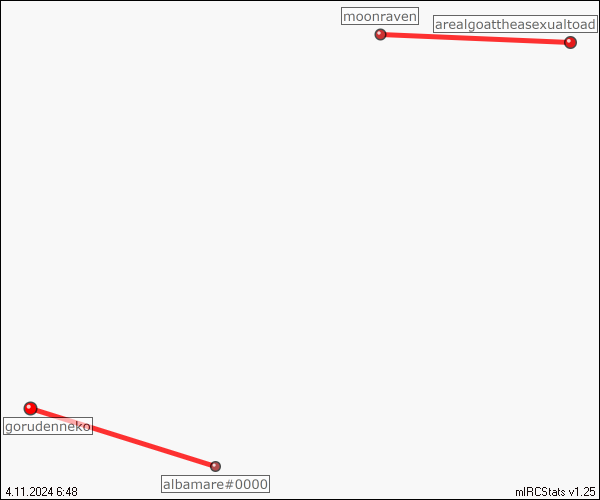 moonraven
arealgoattheasexualtoad
gorudenneko
albamare#0000
4.11.2024 6:48
mIRCStats v1.25